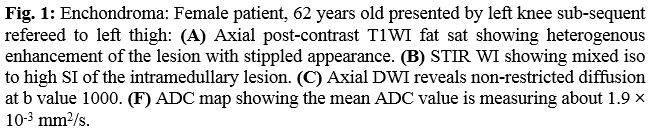 Fig. 1: Enchondroma: Female patient, 62 years old presented by left knee sub-sequent
refereed to left thigh: (A) Axial post-contrast T1WI fat sat showing heterogenous
enhancement of the lesion with stippled appearance. (B) STIR WI showing mixed iso
to high SI of the intramedullary lesion. (C) Axial DWI reveals non-restricted diffusion
at b value 1000. (F) ADC map showing the mean ADC value is measuring about 1.9 ×
10-3 mm²/s.